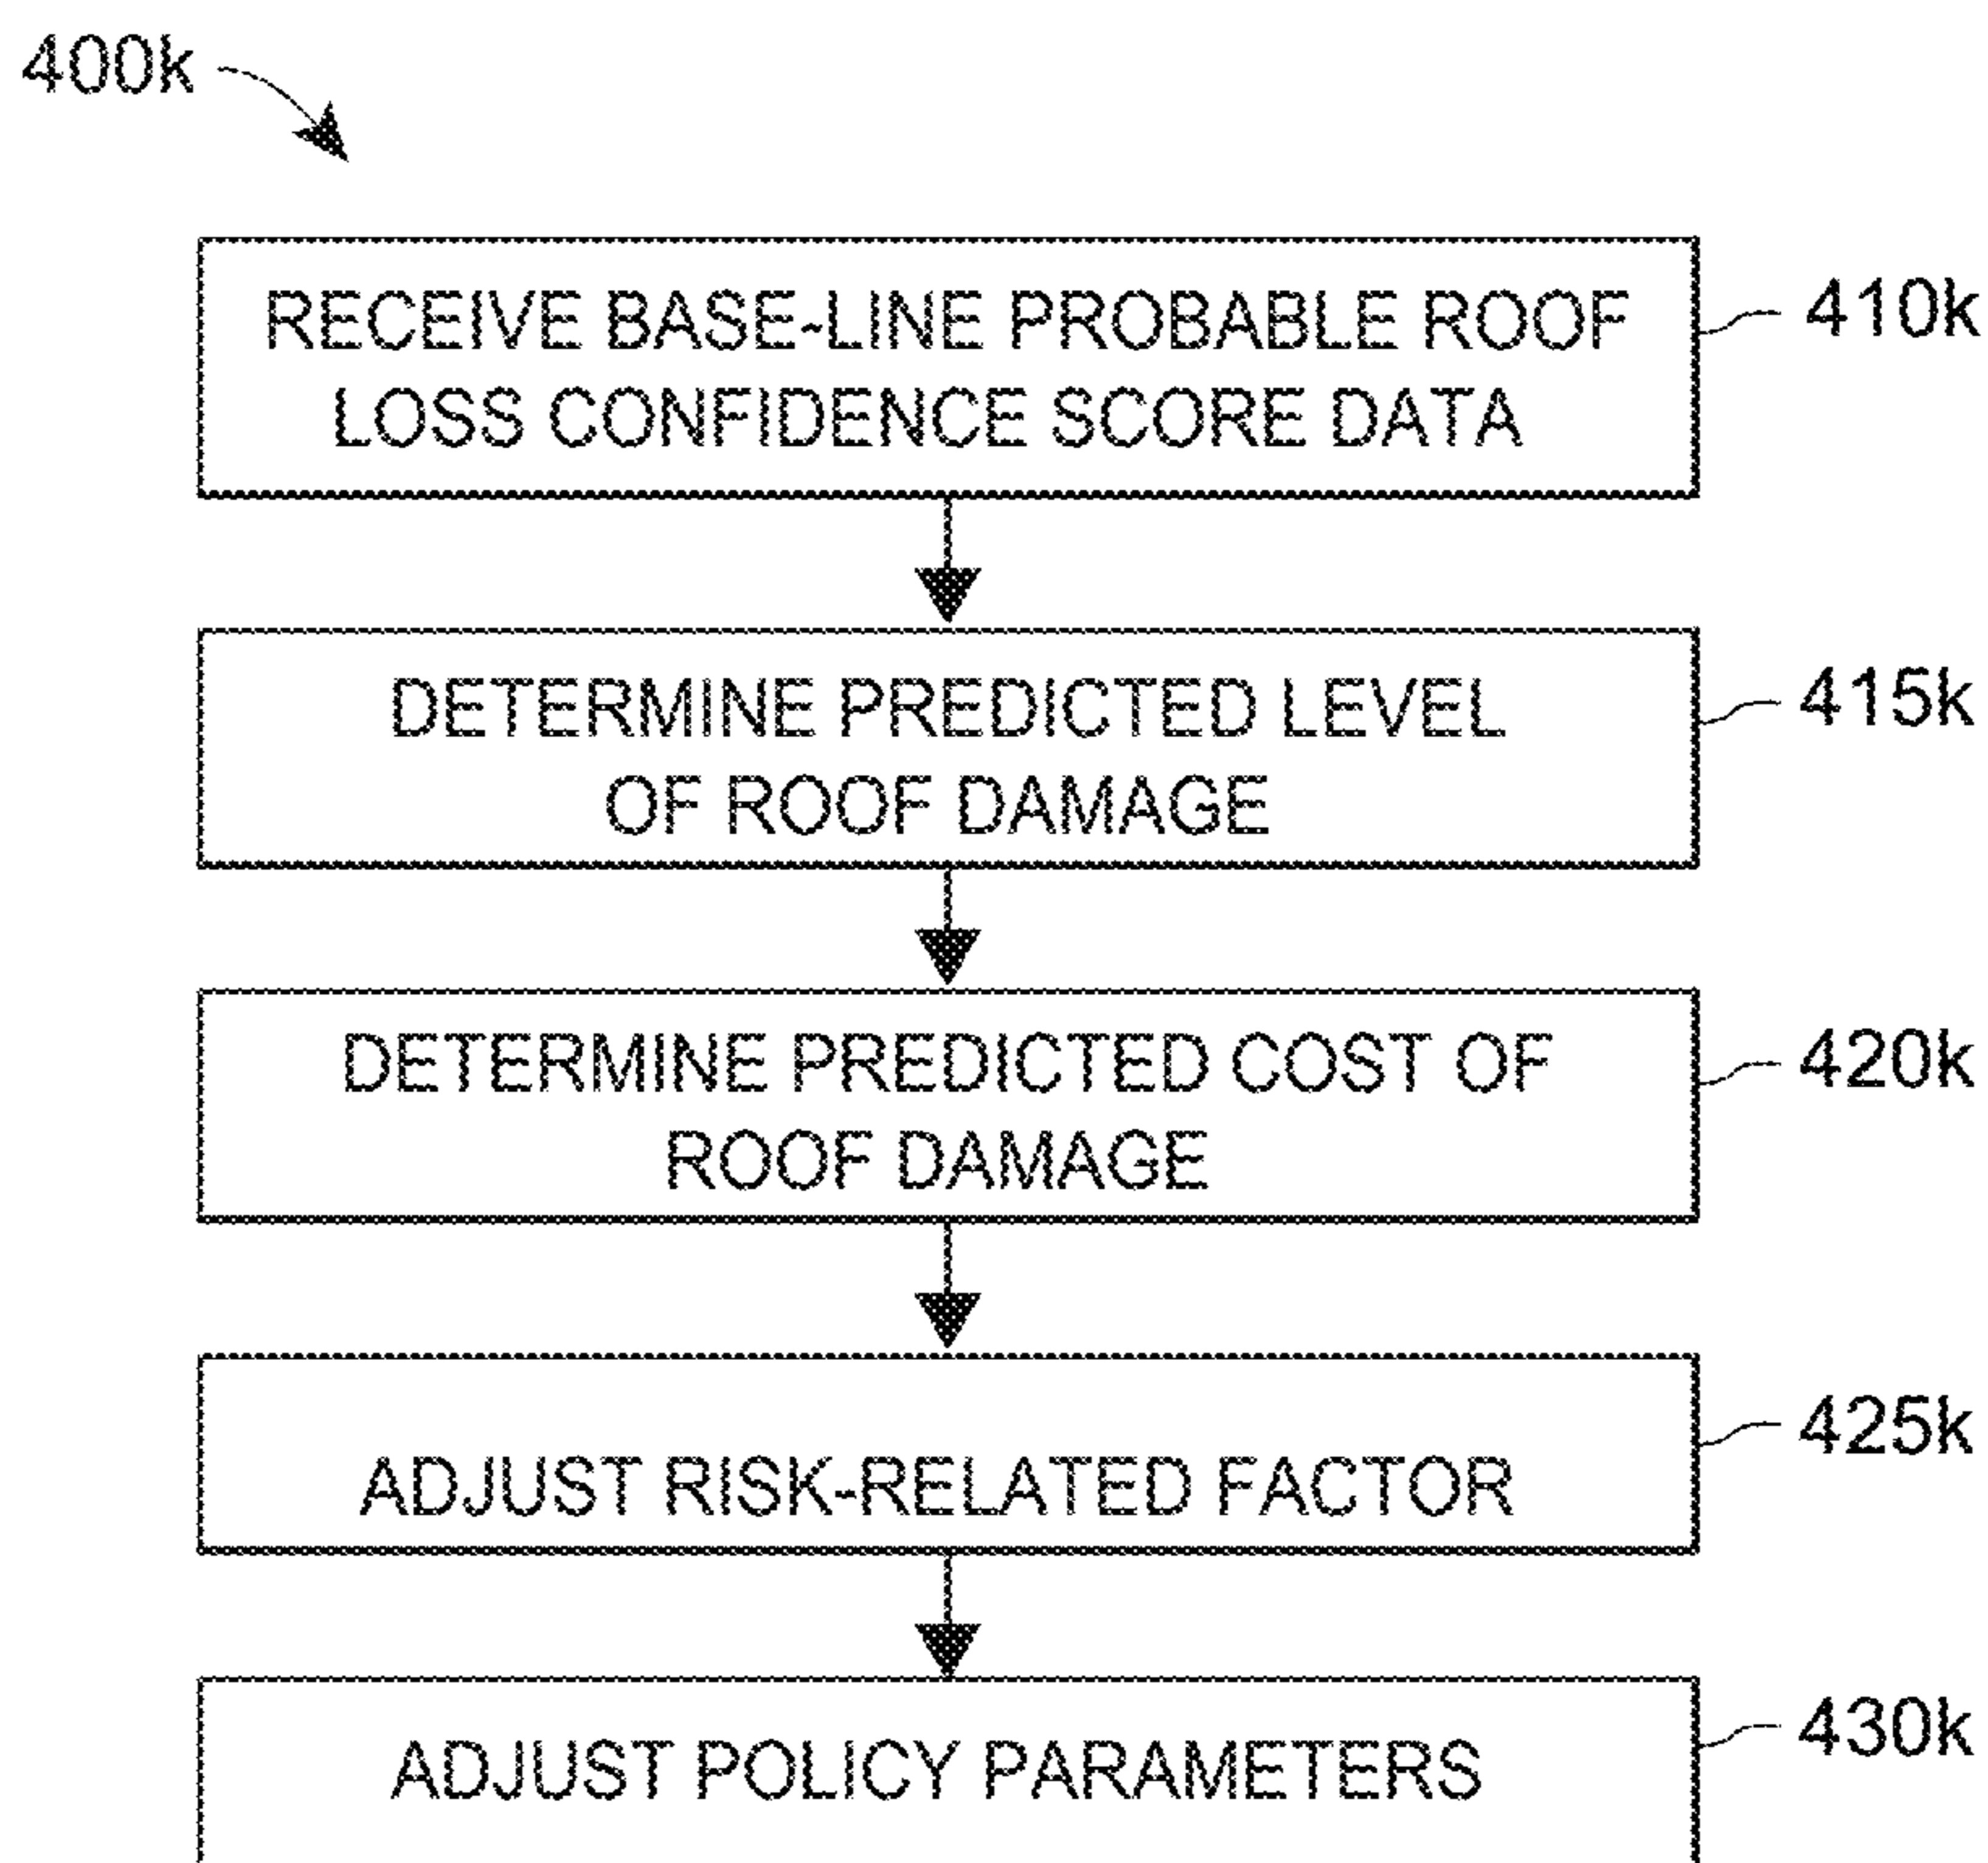 400k
RECEIVE BASE-LINE PROBABLE ROOF
LOSS CONFIDENCE SCORE DATA
410k
DETERMINE PREDICTED LEVEL
OF ROOF DAMAGE
415k
DETERMINE PREDICTED COST OF
ROOF DAMAGE
420k
ADJUST RISK-RELATED FACTOR
425k
ADJUST POLICY PARAMETERS
430k